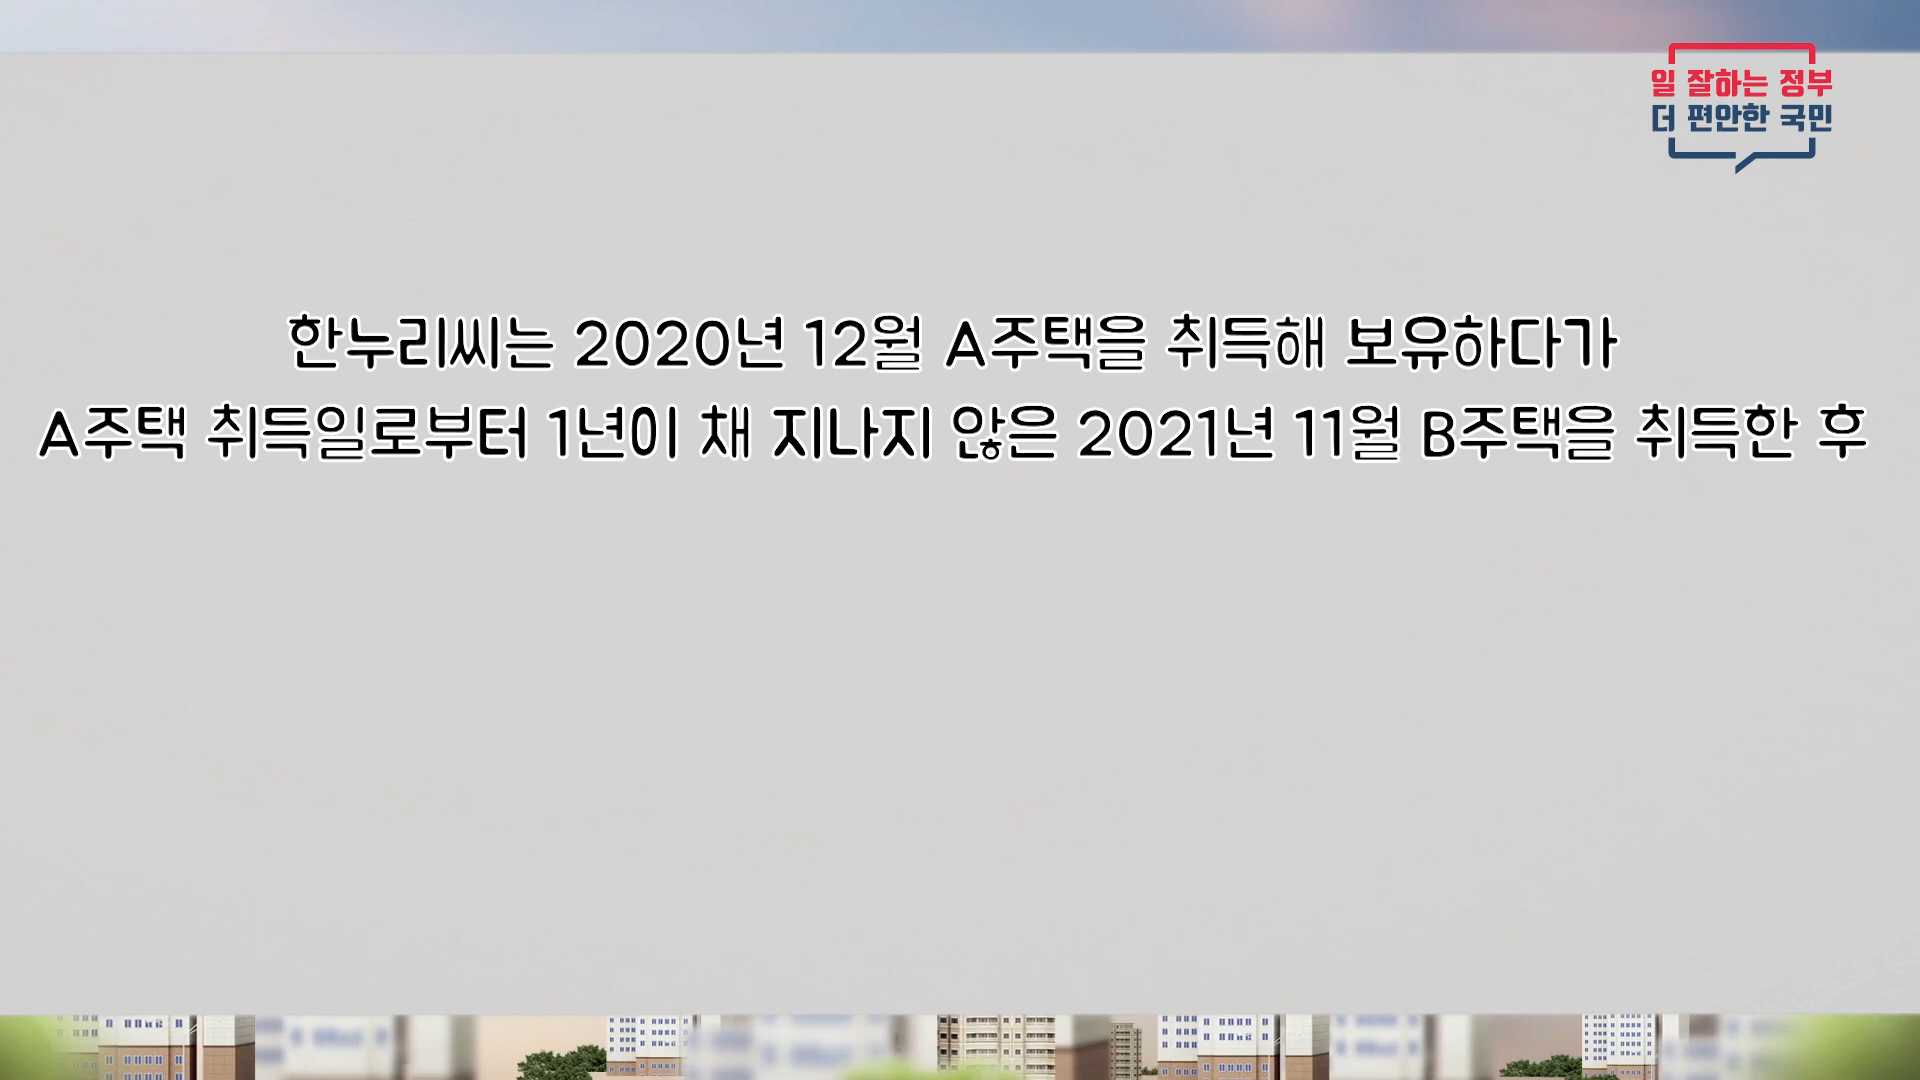 일 잘하는 정부
더 편안한 국민
한누리씨는 2020년 12월 A주택을 취득해 보유하다가
A주택 취득일로부터 1년이 채 지나지 않은 2021년 11월 B주택을 취득한 후